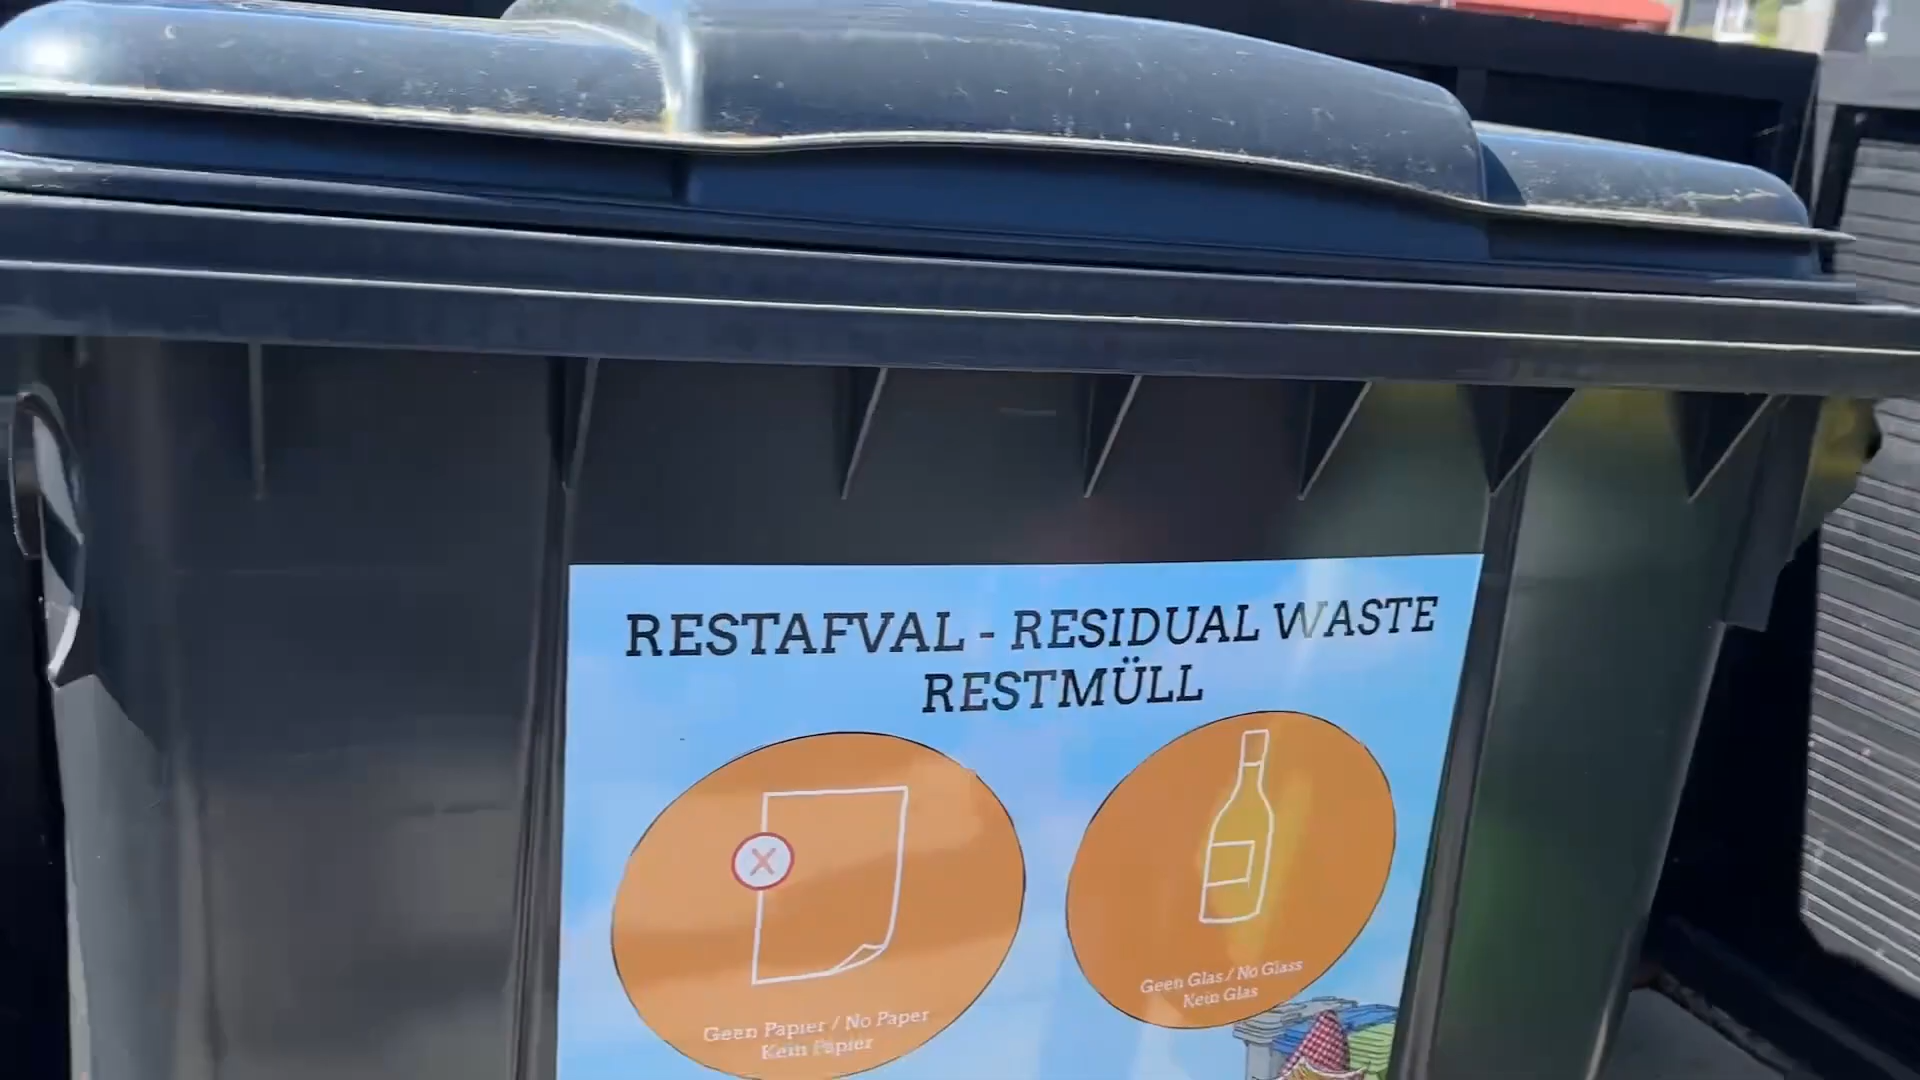 RESTAFVAL - RESIDUAL WASTE
RESTMÜLL
Geen Papier / No Paper
Kein Papier
Geen Glas / No Glass
Kein Glas